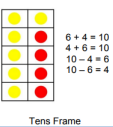 6 + 4 = 10
4 + 6 = 10
10 – 4 = 6
10 – 6 = 4
Tens Frame